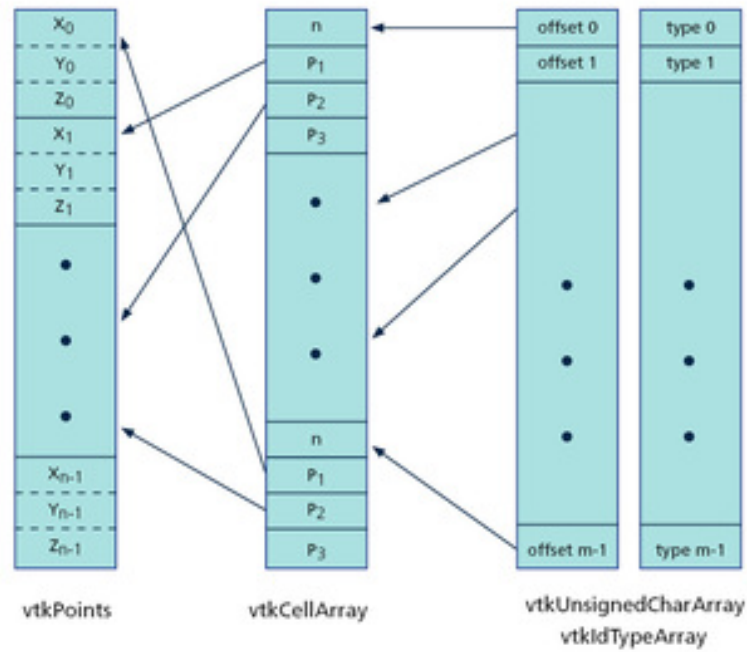 X₀
Y₀
Z₀
X₁
Y₁
Z₁
Xₙ₋₁
Yₙ₋₁
Zₙ₋₁
vtkPoints
n
P₁
P₂
P₃
n
P₁
P₂
P₃
vtkCellArray
offset 0
offset 1
offset m-1
type 0
type 1
type m-1
vtkUnsignedCharArray
vtkIdTypeArray